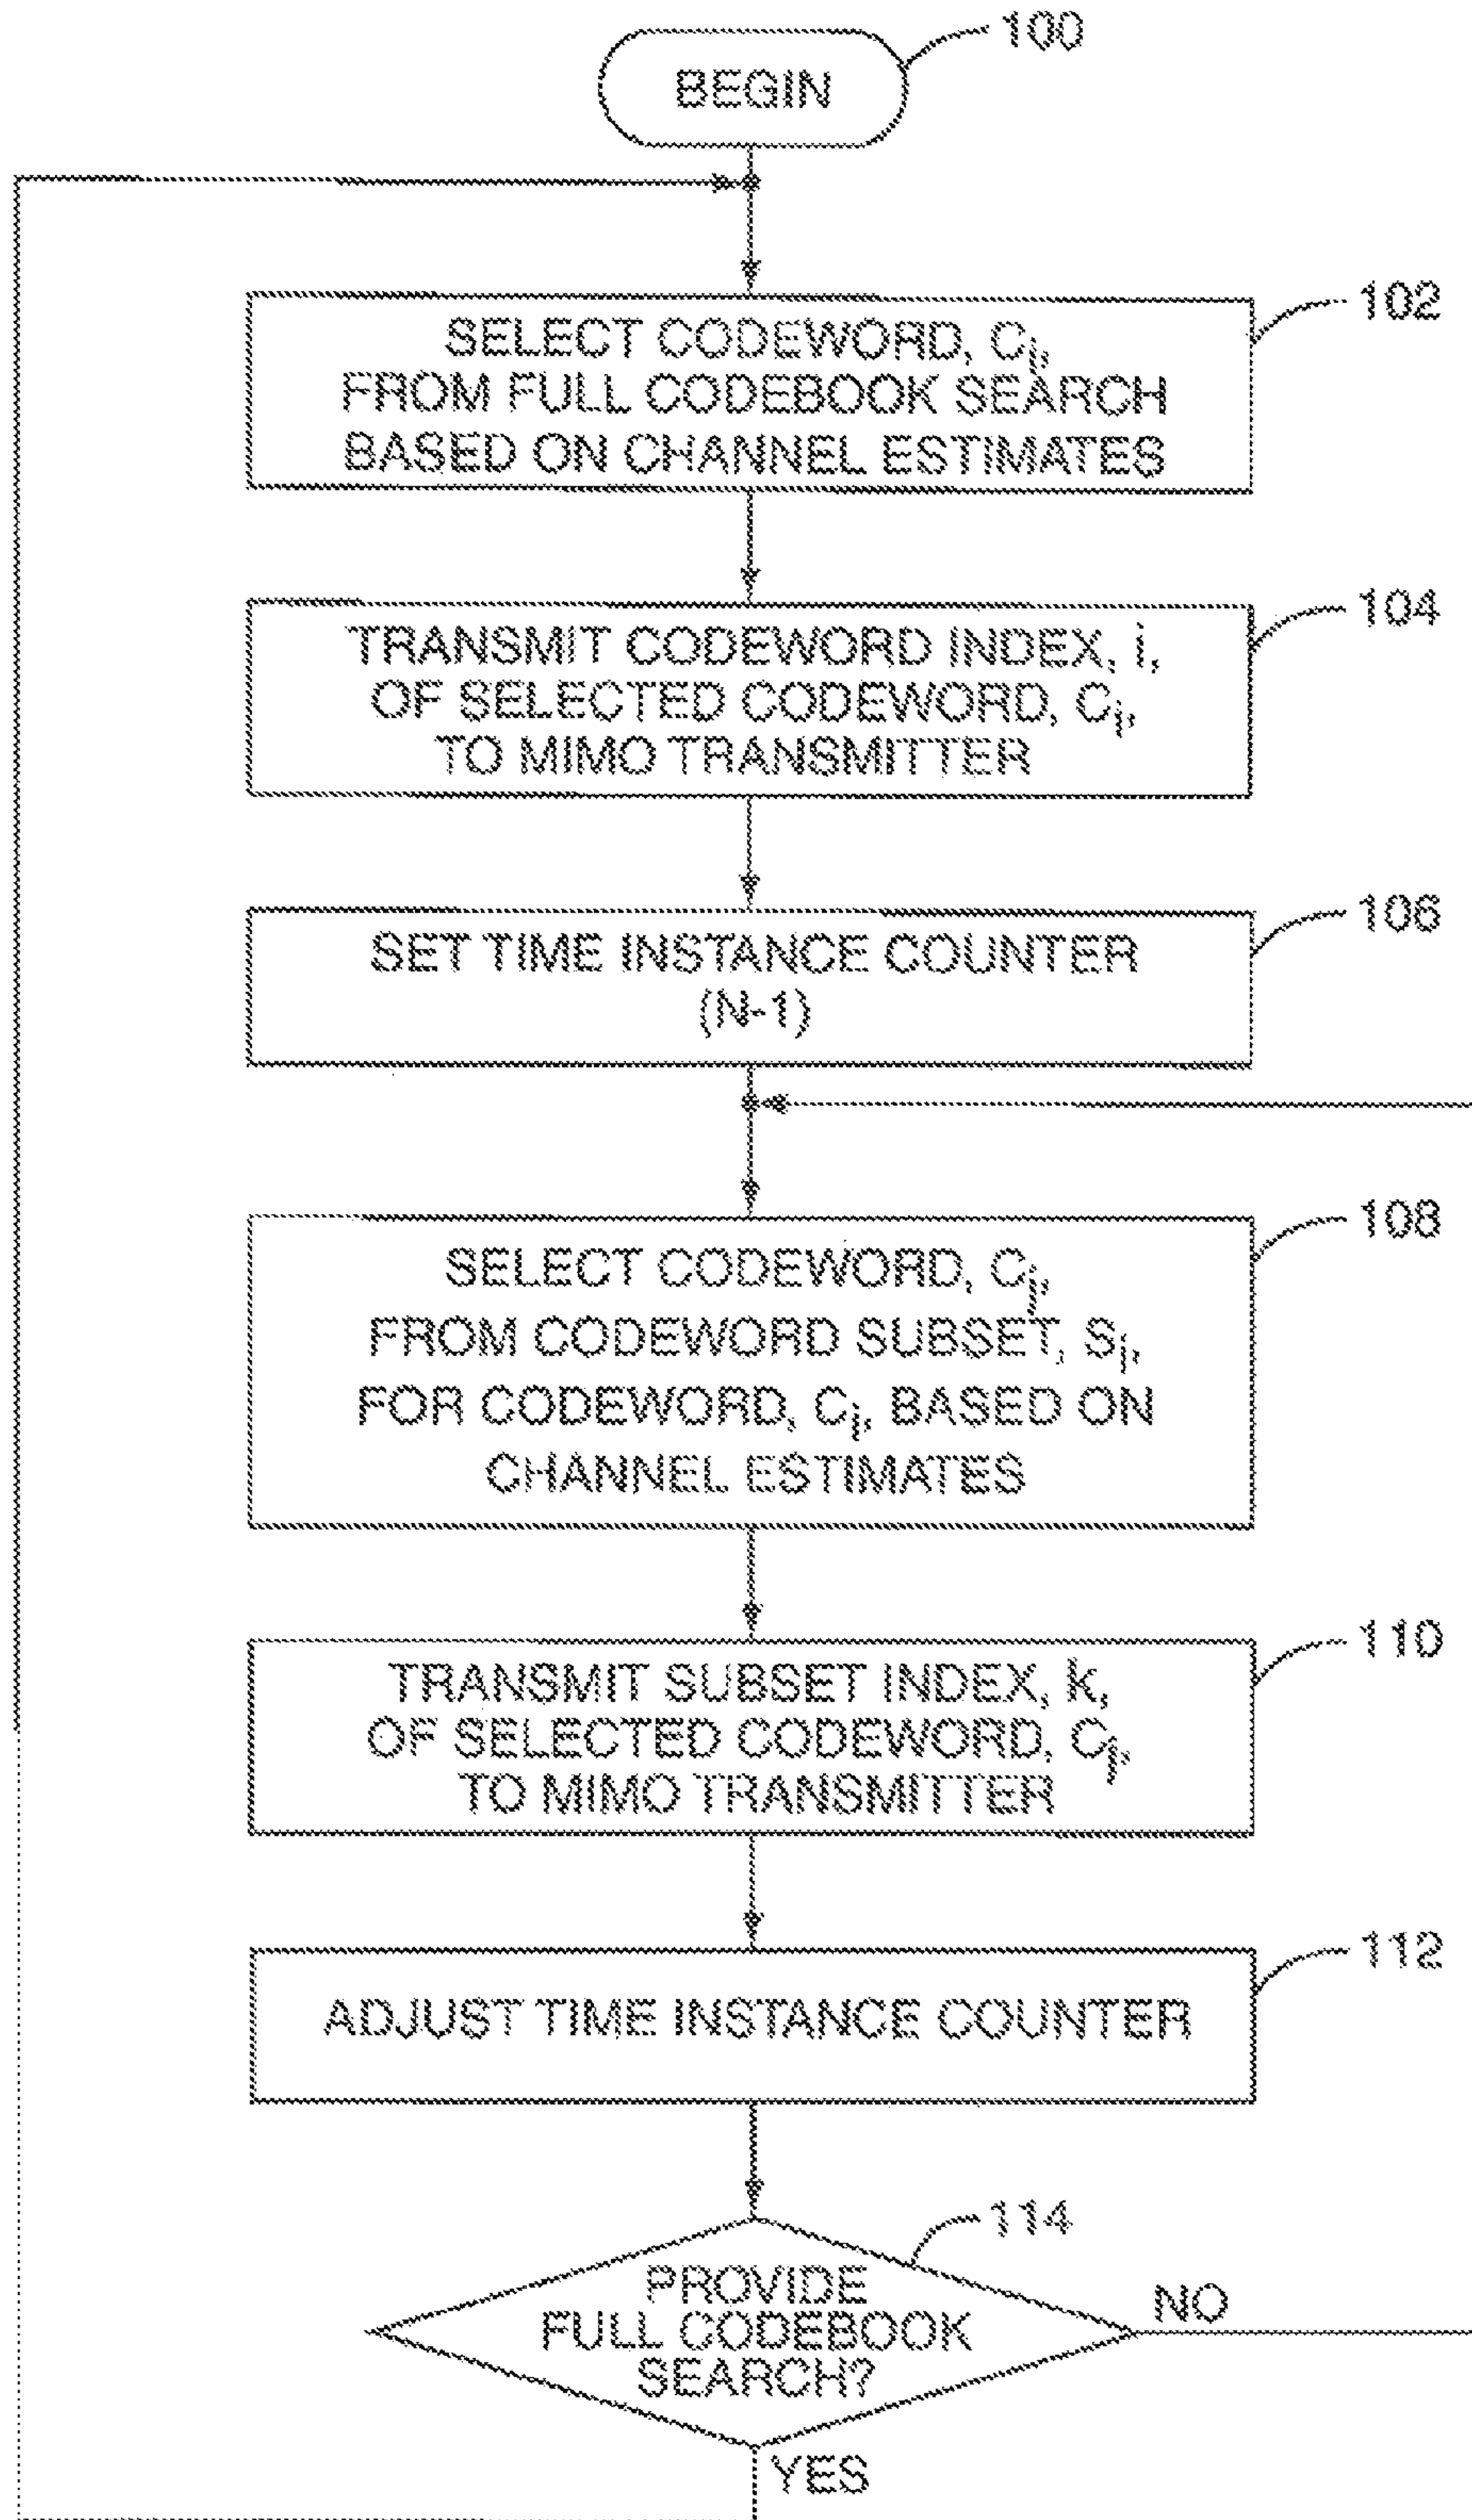 100
BEGIN
102
SELECT CODEWORD, Ci,
FROM FULL CODEBOOK SEARCH
BASED ON CHANNEL ESTIMATES
104
TRANSMIT CODEWORD INDEX, i,
OF SELECTED CODEWORD, Ci,
TO MIMO TRANSMITTER
106
SET TIME INSTANCE COUNTER
(N-1)
108
SELECT CODEWORD, Cj,
FROM CODEWORD SUBSET, Si,
FOR CODEWORD, Ci, BASED ON
CHANNEL ESTIMATES
110
TRANSMIT SUBSET INDEX, k,
OF SELECTED CODEWORD, Cj,
TO MIMO TRANSMITTER
112
ADJUST TIME INSTANCE COUNTER
114
PROVIDE
FULL CODEBOOK
SEARCH?
NO
YES